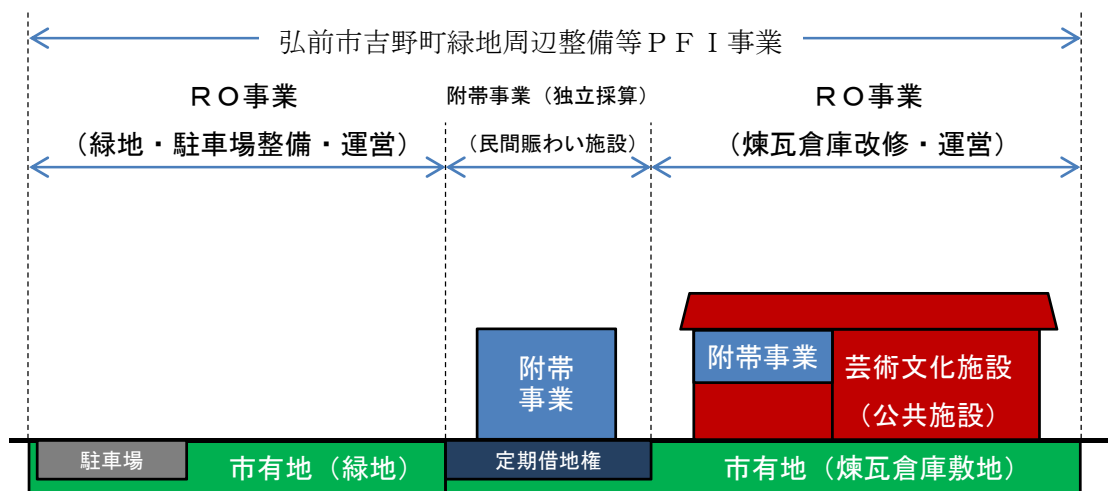 弘前市吉野町緑地周辺整備等ＰＦＩ事業
ＲＯ事業
（緑地・駐車場整備・運営）
附帯事業（独立採算）
（民間賑わい施設）
ＲＯ事業
（煉瓦倉庫改修・運営）
附帯
事業
附帯事業
芸術文化施設
（公共施設）
駐車場
市有地（緑地）
定期借地権
市有地（煉瓦倉庫敷地）